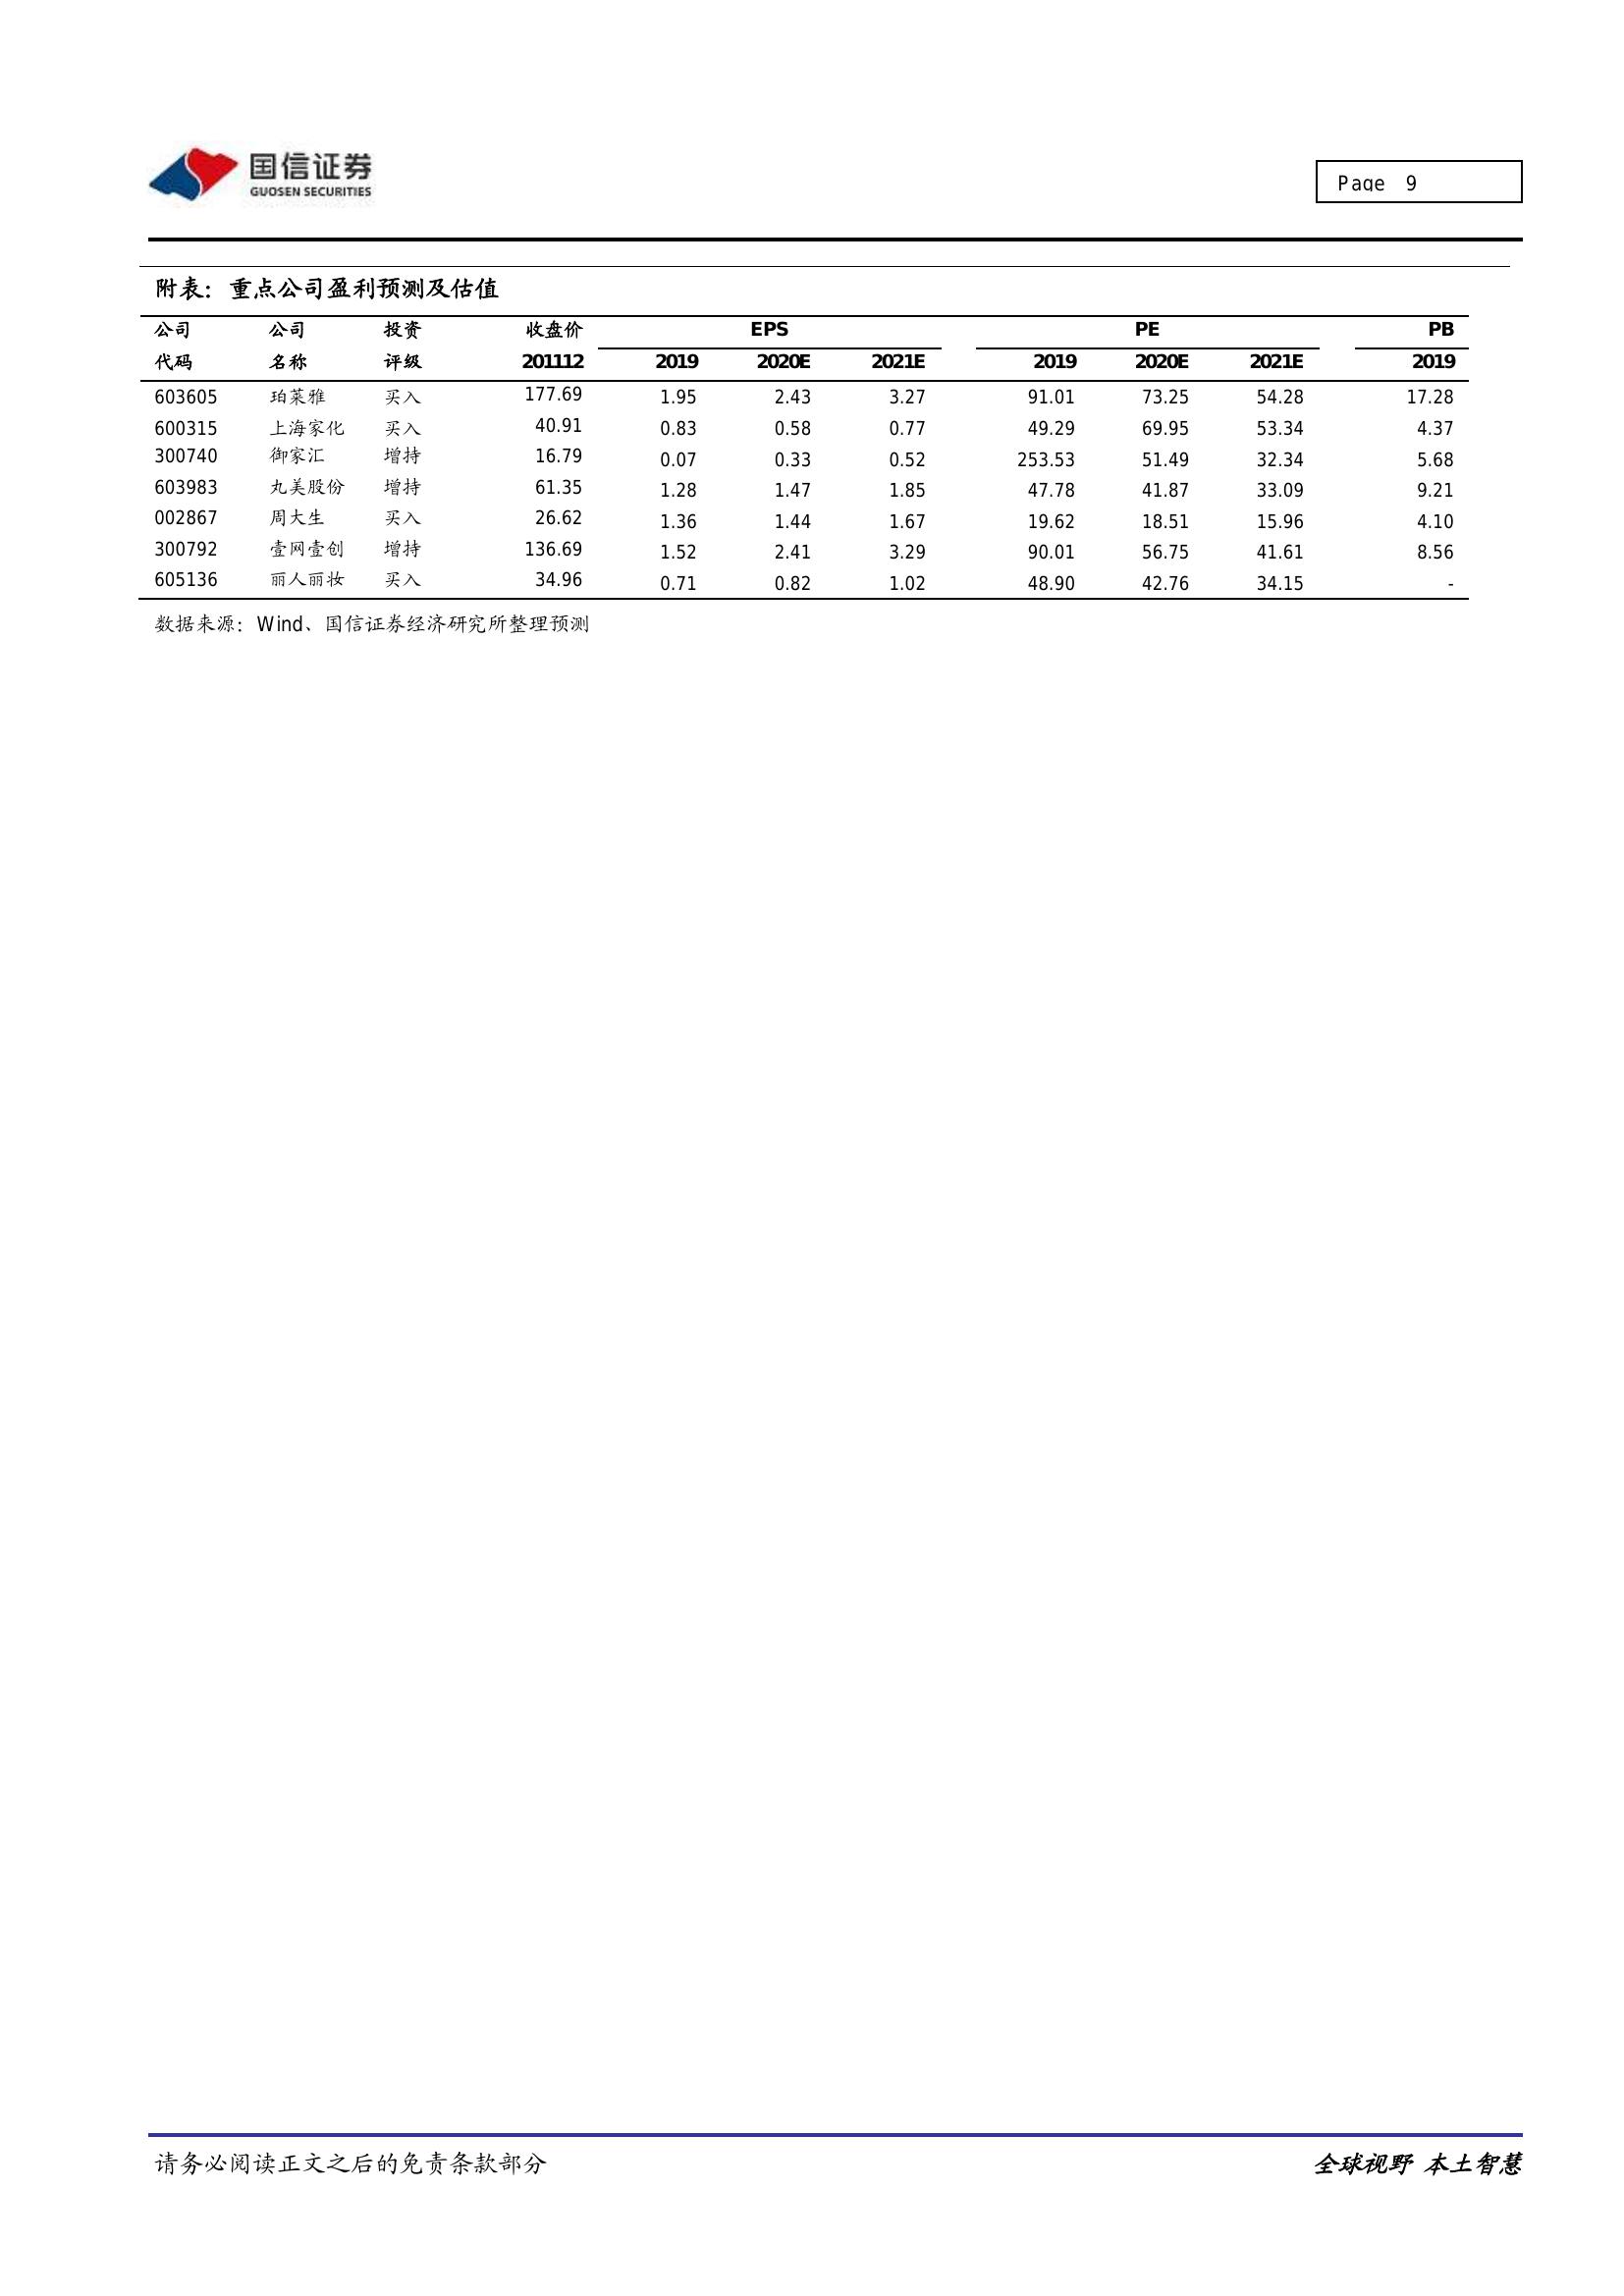 国信证券
GUOSEN SECURITIES
Page 9
附表：重点公司盈利预测及估值
公司 公司 投资 收盘价 EPS PE PB
代码 名称 评级 201112 2019 2020E 2021E 2019 2020E 2021E 2019
603605 珀莱雅 买入 177.69 1.95 2.43 3.27 91.01 73.25 54.28 17.28
600315 上海家化 买入 40.91 0.83 0.58 0.77 49.29 69.95 53.34 4.37
300740 御家汇 增持 16.79 0.07 0.33 0.52 253.53 51.49 32.34 5.68
603983 丸美股份 增持 61.35 1.28 1.47 1.85 47.78 41.87 33.09 9.21
002867 周大生 买入 26.62 1.36 1.44 1.67 19.62 18.51 15.96 4.10
300792 壹网壹创 增持 136.69 1.52 2.41 3.29 90.01 56.75 41.61 8.56
605136 丽人丽妆 买入 34.96 0.71 0.82 1.02 48.90 42.76 34.15 -
数据来源：Wind、国信证券经济研究所整理预测
请务必阅读正文之后的免责条款部分
全球视野 本土智慧